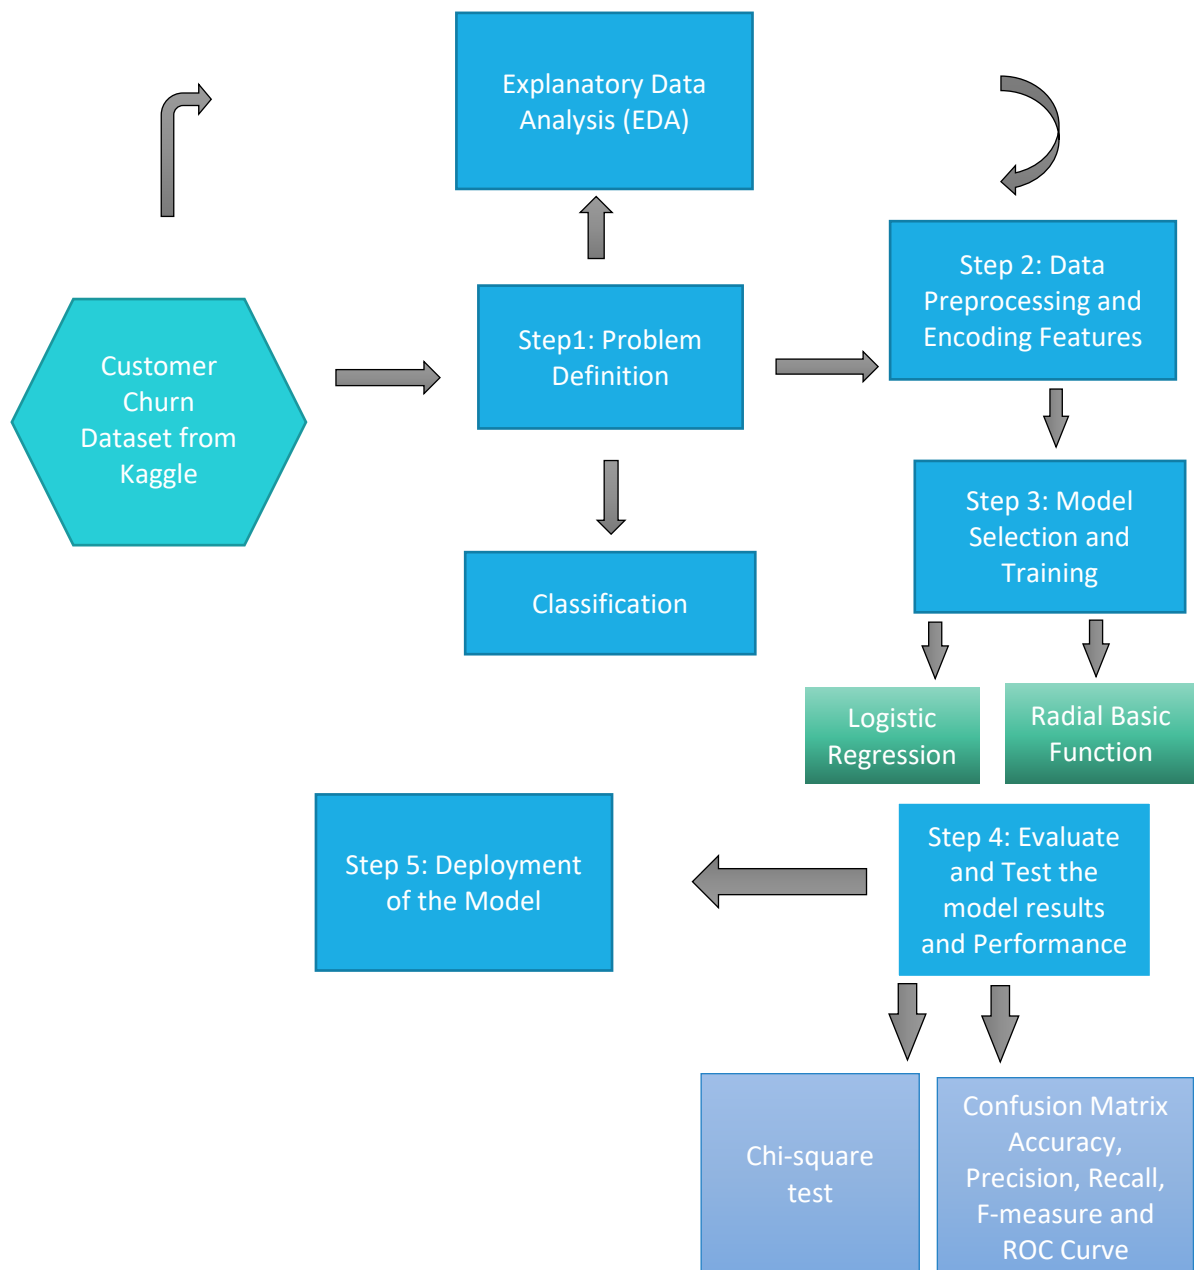 Explanatory Data
Analysis (EDA)
Customer
Churn
Dataset from
Kaggle
Step1: Problem
Definition
Step 2: Data
Preprocessing and
Encoding Features
Classification
Step 3: Model
Selection and
Training
Logistic
Regression
Radial Basic
Function
Step 4: Evaluate
and Test the
model results
and Performance
Step 5: Deployment
of the Model
Chi-square
test
Confusion Matrix
Accuracy,
Precision, Recall,
F-measure and
ROC Curve